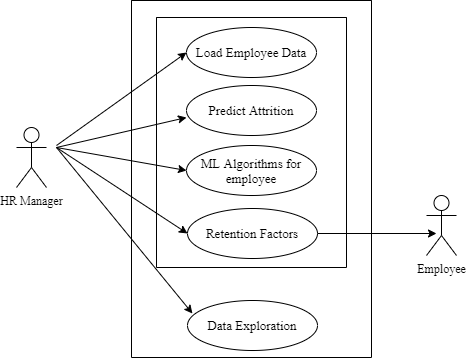 Load Employee Data
Predict Attrition
ML Algorithms for
employee
HR Manager
Retention Factors
Employee
Data Exploration